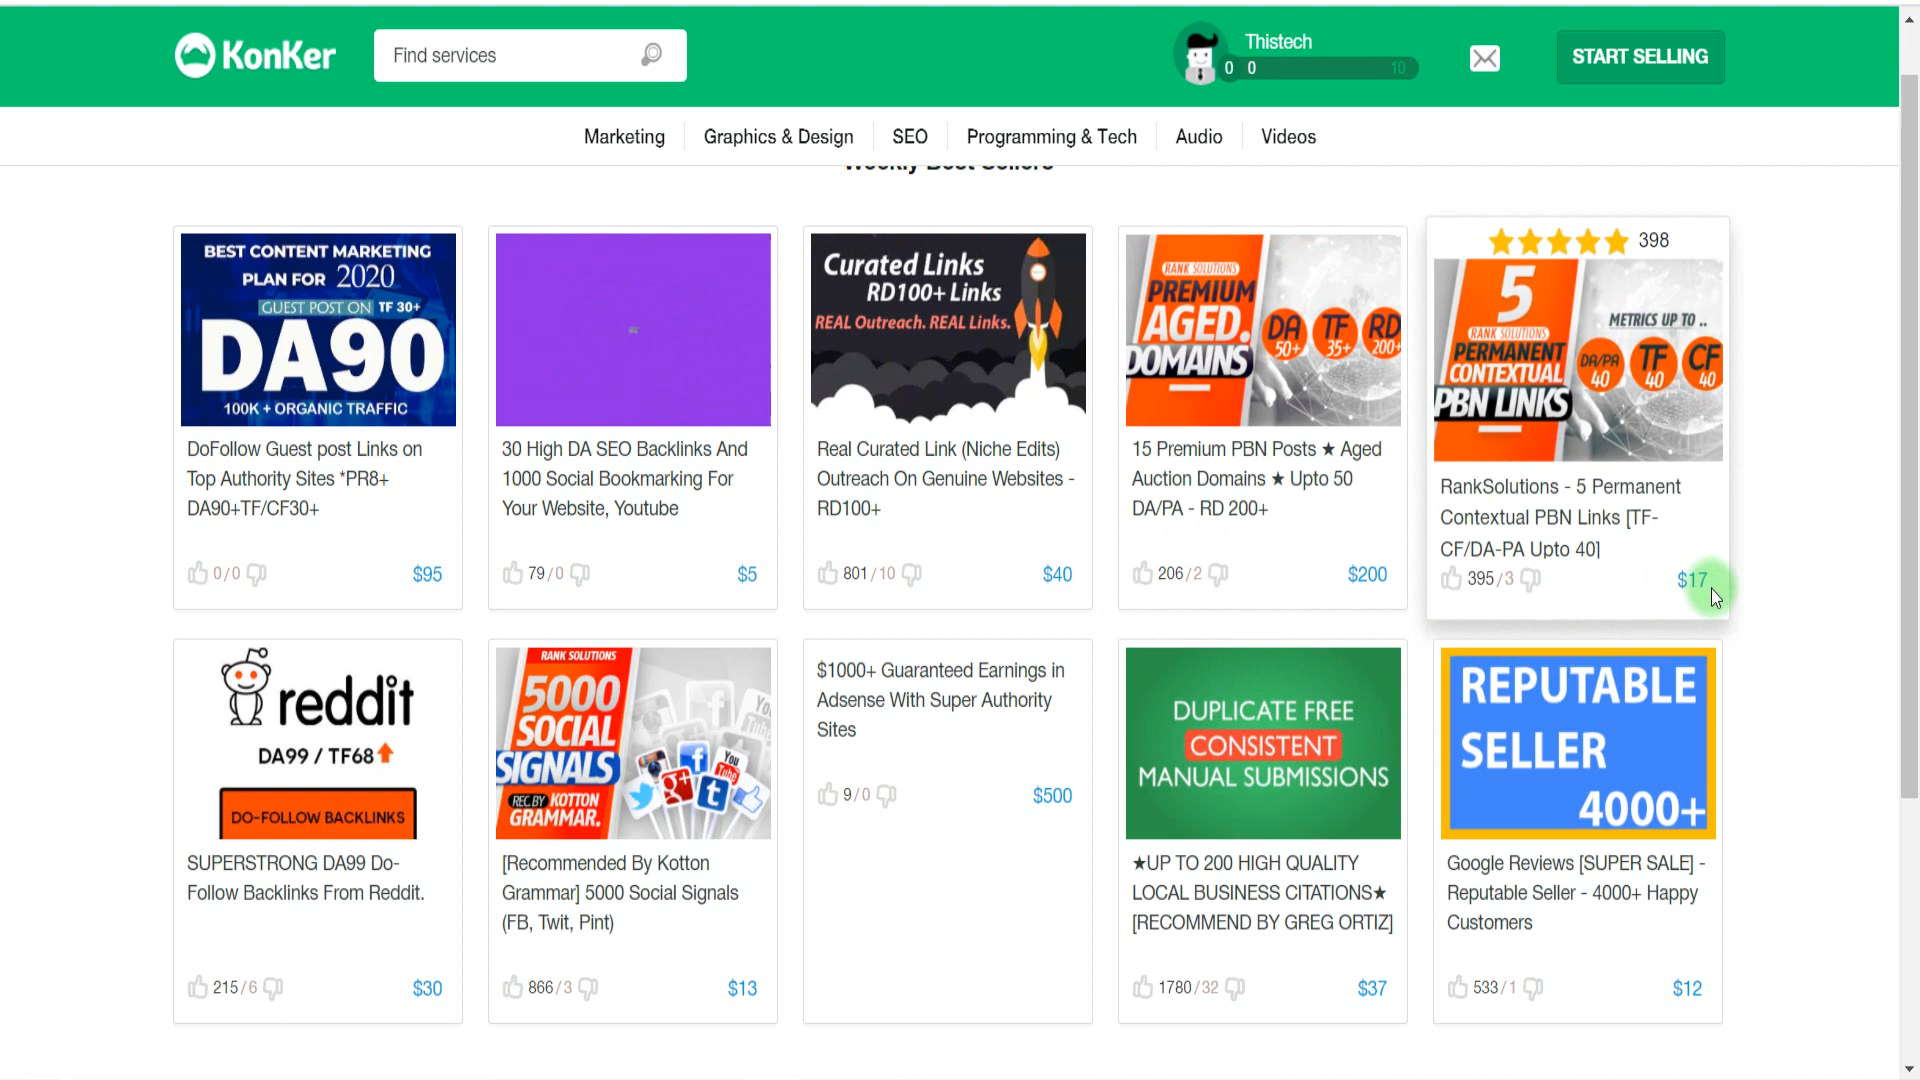 KonKer
Find services
Thistech
0 0 10
START SELLING
Marketing
Graphics & Design
SEO
Programming & Tech
Audio
Videos
Weekly Best Sellers
BEST CONTENT MARKETING
PLAN FOR 2020
GUEST POST ON TF 30+
DA90
100K + ORGANIC TRAFFIC
DoFollow Guest post Links on
Top Authority Sites *PR8+
DA90+TF/CF30+
0/0
$95
30 High DA SEO Backlinks And
1000 Social Bookmarking For
Your Website, Youtube
79/0
$5
Curated Links
RD100+ Links
REAL Outreach. REAL Links.
Real Curated Link (Niche Edits)
Outreach On Genuine Websites -
RD100+
801/10
$40
RANK SOLUTIONS
PREMIUM
AGED.
DOMAINS
DA
50+
TF
35+
RD
200+
15 Premium PBN Posts ★ Aged
Auction Domains ★ Upto 50
DA/PA - RD 200+
206/2
$200
398
5
RANK SOLUTIONS
PERMANENT
CONTEXTUAL
PBN LINKS
METRICS UP TO ..
DA/PA
40
TF
40
CF
40
RankSolutions - 5 Permanent
Contextual PBN Links [TF-
CF/DA-PA Upto 40]
395/3
$17
reddit
DA99 / TF68
DO-FOLLOW BACKLINKS
SUPERSTRONG DA99 Do-
Follow Backlinks From Reddit.
215/6
$30
RANK SOLUTIONS
5000
SOCIAL
SIGNALS
REC BY KOTTON
GRAMMAR.
You
Tube
[Recommended By Kotton
Grammar] 5000 Social Signals
(FB, Twit, Pint)
866/3
$13
$1000+ Guaranteed Earnings in
Adsense With Super Authority
Sites
9/0
$500
DUPLICATE FREE
CONSISTENT
MANUAL SUBMISSIONS
★UP TO 200 HIGH QUALITY
LOCAL BUSINESS CITATIONS★
[RECOMMEND BY GREG ORTIZ]
1780/32
$37
REPUTABLE
SELLER
4000+
Google Reviews [SUPER SALE] -
Reputable Seller - 4000+ Happy
Customers
533/1
$12